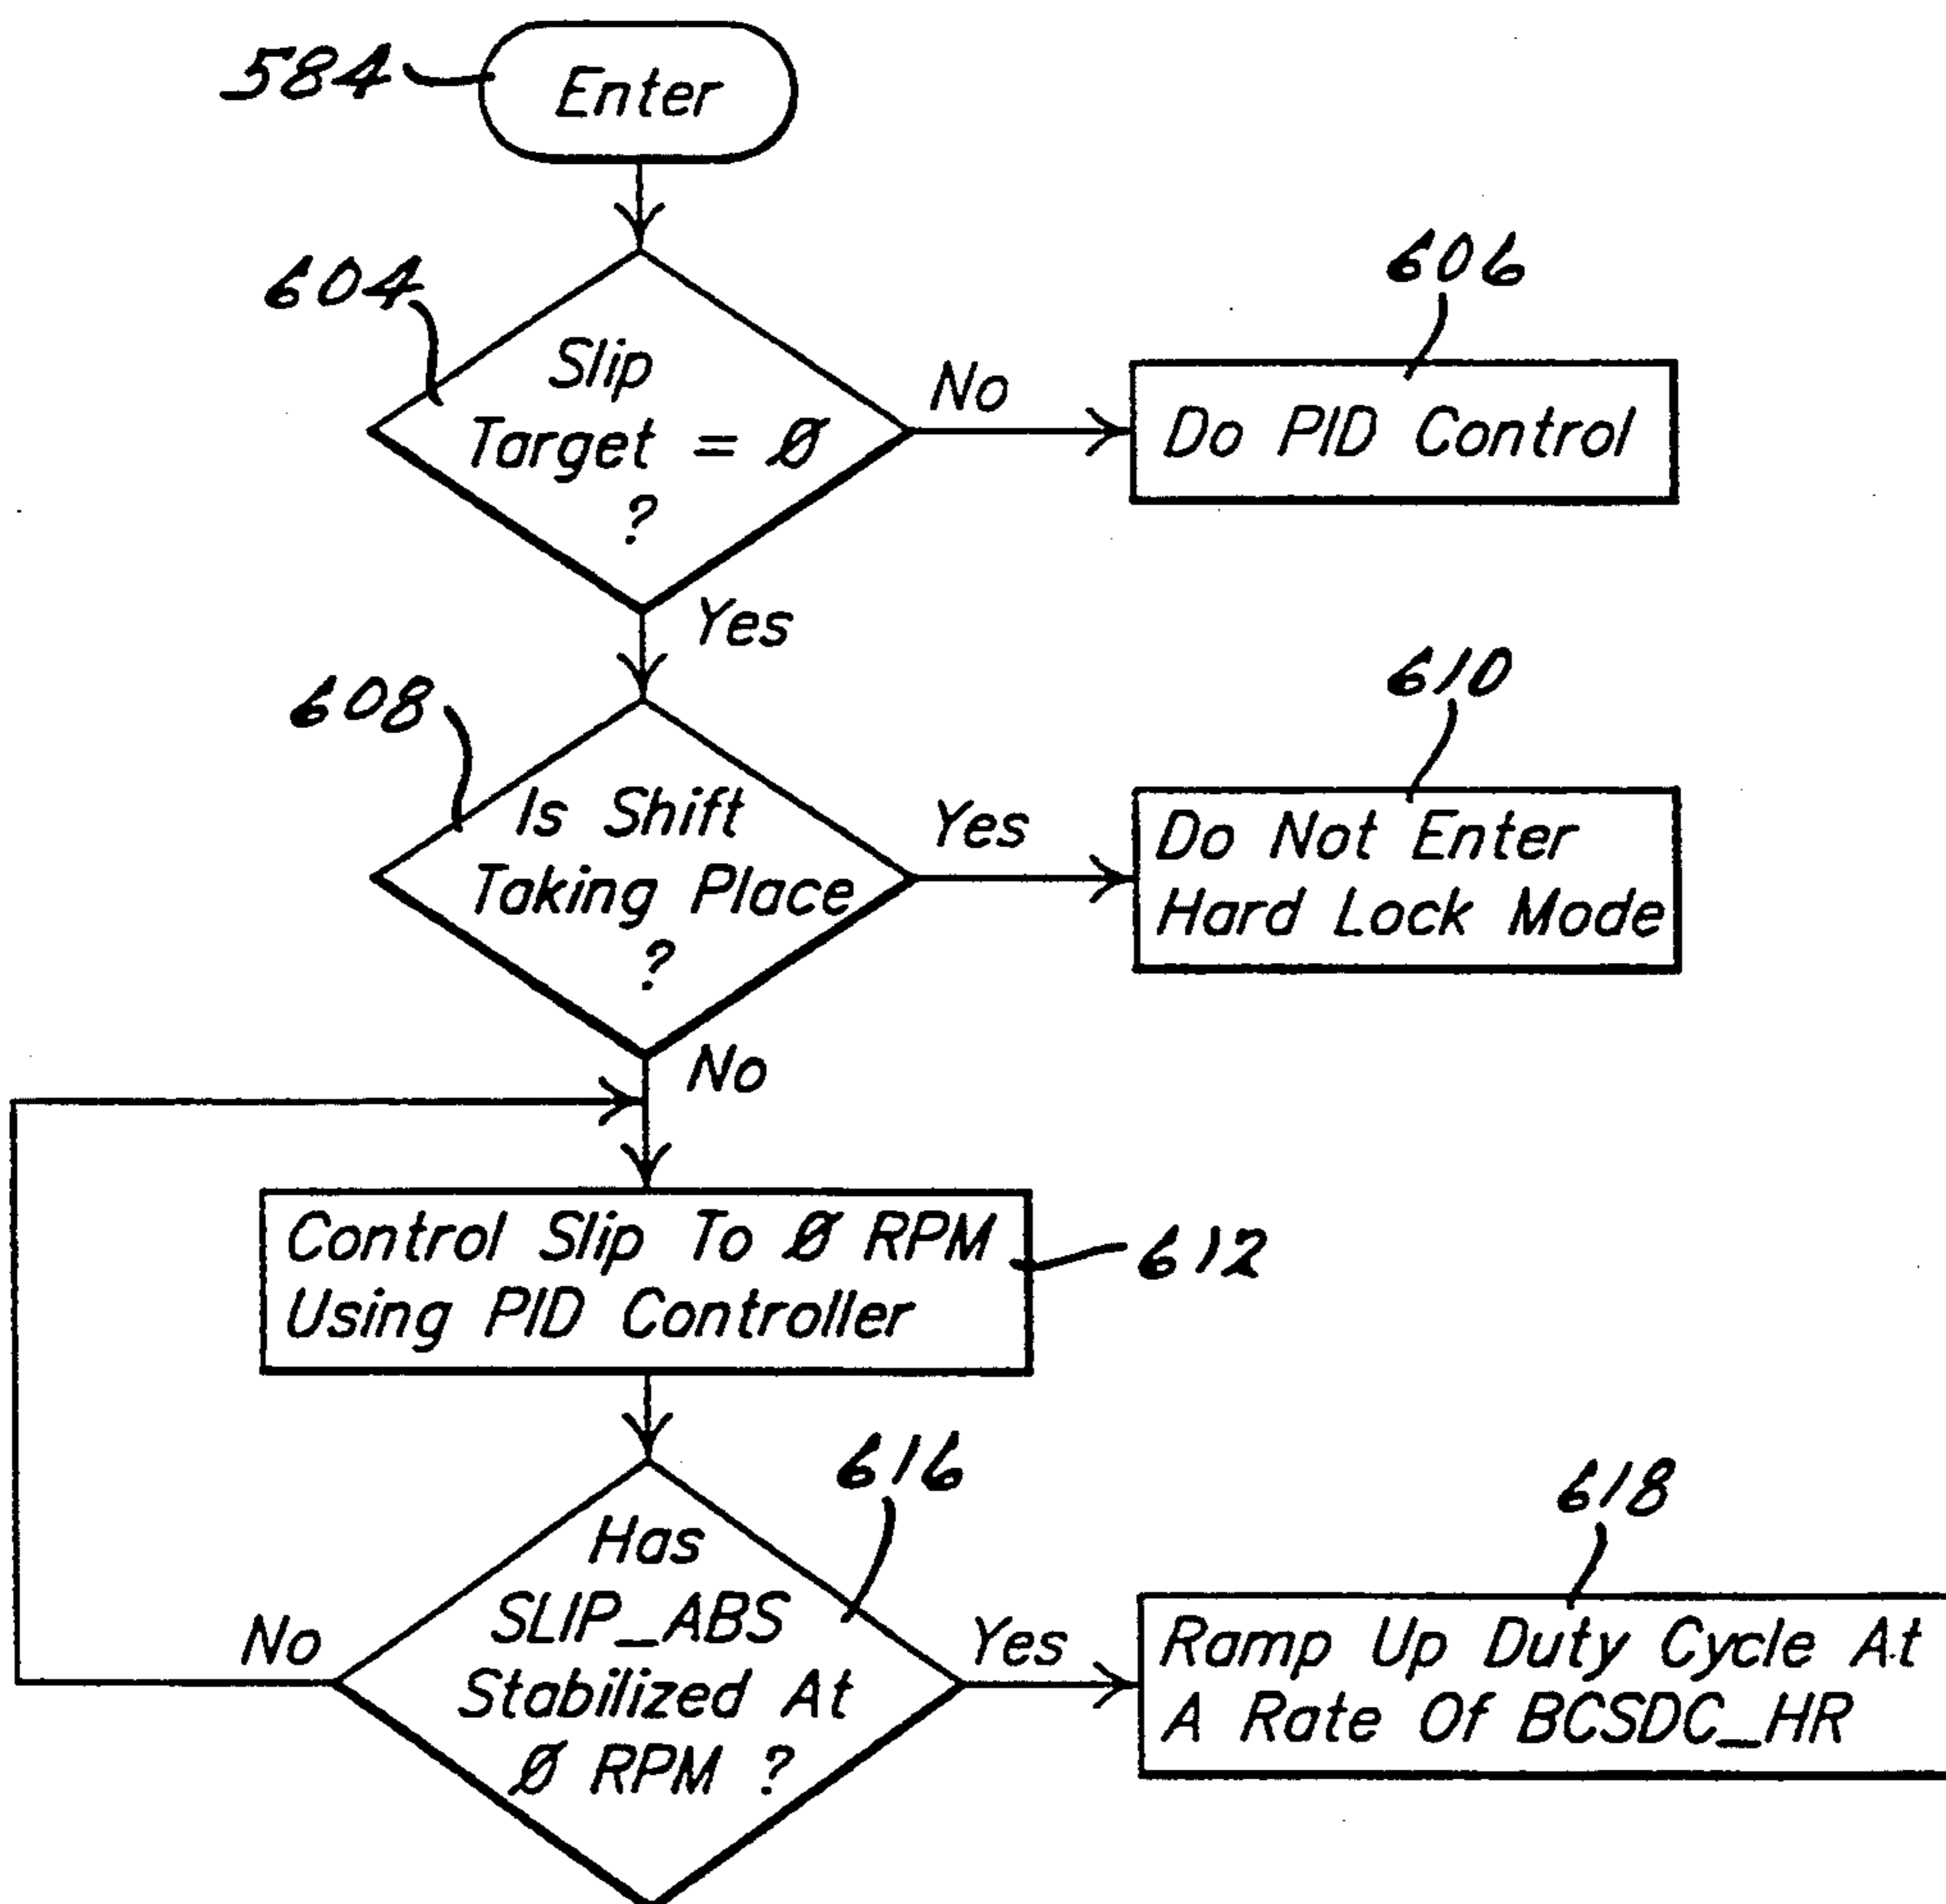 584
Enter
604
Slip
Target = Ø
?
No
606
Do PID Control
Yes
608
Is Shift
Taking Place
?
Yes
610
Do Not Enter
Hard Lock Mode
No
Control Slip To Ø RPM
Using PID Controller
612
616
Has
SLIP_ABS
Stabilized At
Ø RPM ?
No
Yes
618
Ramp Up Duty Cycle At
A Rate Of BCSDC_HR